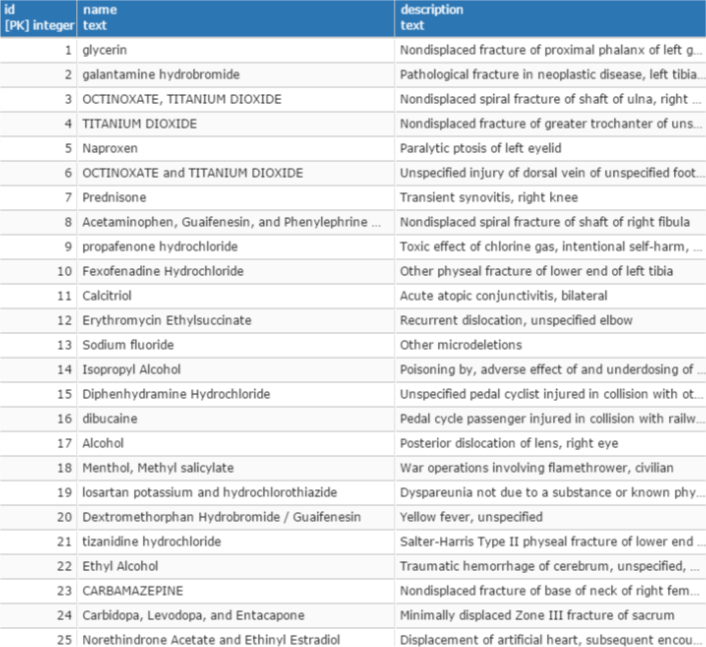 id name description
[PK] integer text text
1 glycerin Nondisplaced fracture of proximal phalanx of left g...
2 galantamine hydrobromide Pathological fracture in neoplastic disease, left tibia...
3 OCTINOXATE, TITANIUM DIOXIDE Nondisplaced spiral fracture of shaft of ulna, right ...
4 TITANIUM DIOXIDE Nondisplaced fracture of greater trochanter of uns...
5 Naproxen Paralytic ptosis of left eyelid
6 OCTINOXATE and TITANIUM DIOXIDE Unspecified injury of dorsal vein of unspecified foot...
7 Prednisone Transient synovitis, right knee
8 Acetaminophen, Guaifenesin, and Phenylephrine ... Nondisplaced spiral fracture of shaft of right fibula
9 propafenone hydrochloride Toxic effect of chlorine gas, intentional self-harm, ...
10 Fexofenadine Hydrochloride Other physeal fracture of lower end of left tibia
11 Calcitriol Acute atopic conjunctivitis, bilateral
12 Erythromycin Ethylsuccinate Recurrent dislocation, unspecified elbow
13 Sodium fluoride Other microdeletions
14 Isopropyl Alcohol Poisoning by, adverse effect of and underdosing of ...
15 Diphenhydramine Hydrochloride Unspecified pedal cyclist injured in collision with ot...
16 dibucaine Pedal cycle passenger injured in collision with railw...
17 Alcohol Posterior dislocation of lens, right eye
18 Menthol, Methyl salicylate War operations involving flamethrower, civilian
19 losartan potassium and hydrochlorothiazide Dyspareunia not due to a substance or known phy...
20 Dextromethorphan Hydrobromide / Guaifenesin Yellow fever, unspecified
21 tizanidine hydrochloride Salter-Harris Type II physeal fracture of lower end ...
22 Ethyl Alcohol Traumatic hemorrhage of cerebrum, unspecified, ...
23 CARBAMAZEPINE Nondisplaced fracture of base of neck of right fem...
24 Carbidopa, Levodopa, and Entacapone Minimally displaced Zone III fracture of sacrum
25 Norethindrone Acetate and Ethinyl Estradiol Displacement of artificial heart, subsequent encou...